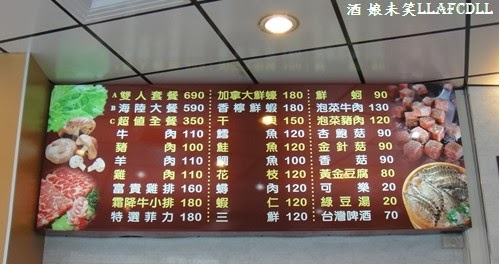 酒 娘未笑LLAFCDLL
A 雙人套餐 690
B 海陸大餐 590
C 超值全餐 350
牛肉 110
豬肉 100
羊肉 110
雞肉 110
富貴雞排 160
霜降牛小排 180
特選菲力 180
加拿大鮮蠔 180
香檸鮮蝦 180
干貝 150
鱈魚 120
鮭魚 120
鯛魚 100
花枝 120
蟳肉 120
蝦仁 120
三鮮 120
鮮蚵 90
泡菜牛肉 130
泡菜豬肉 120
杏鮑菇 90
金針菇 90
香菇 90
黃金豆腐 80
可樂 20
綠豆湯 20
台灣啤酒 70